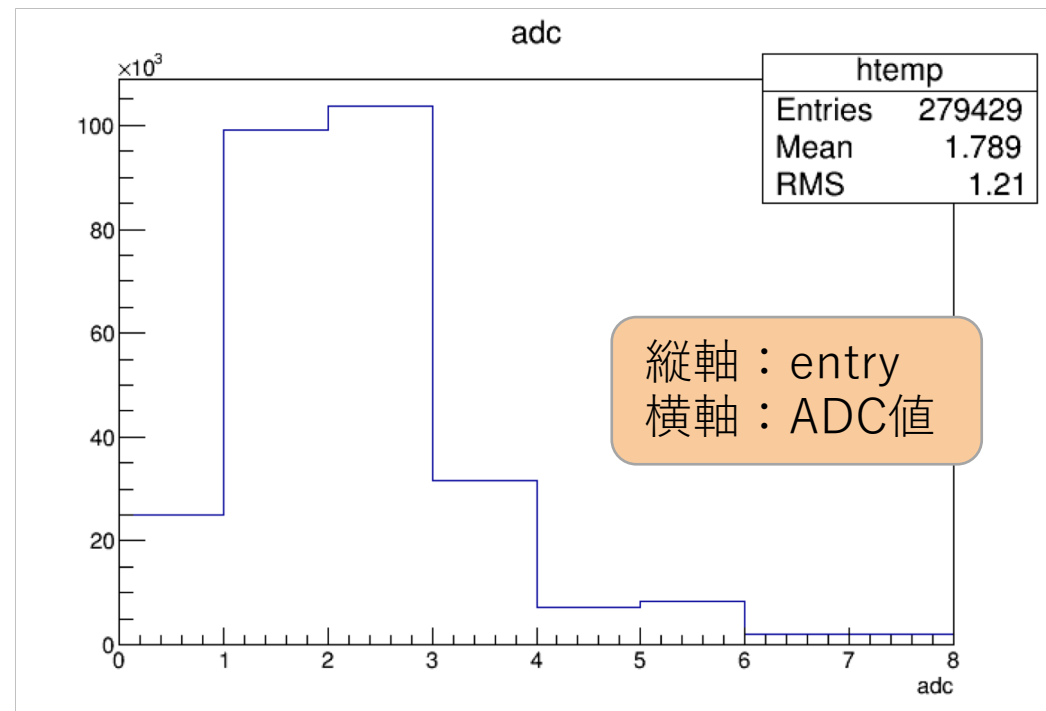 adc
×10³
htemp
Entries 279429
Mean 1.789
RMS 1.21
100
80
60
40
20
0
縦軸：entry
横軸：ADC値
0 1 2 3 4 5 6 7 8
adc